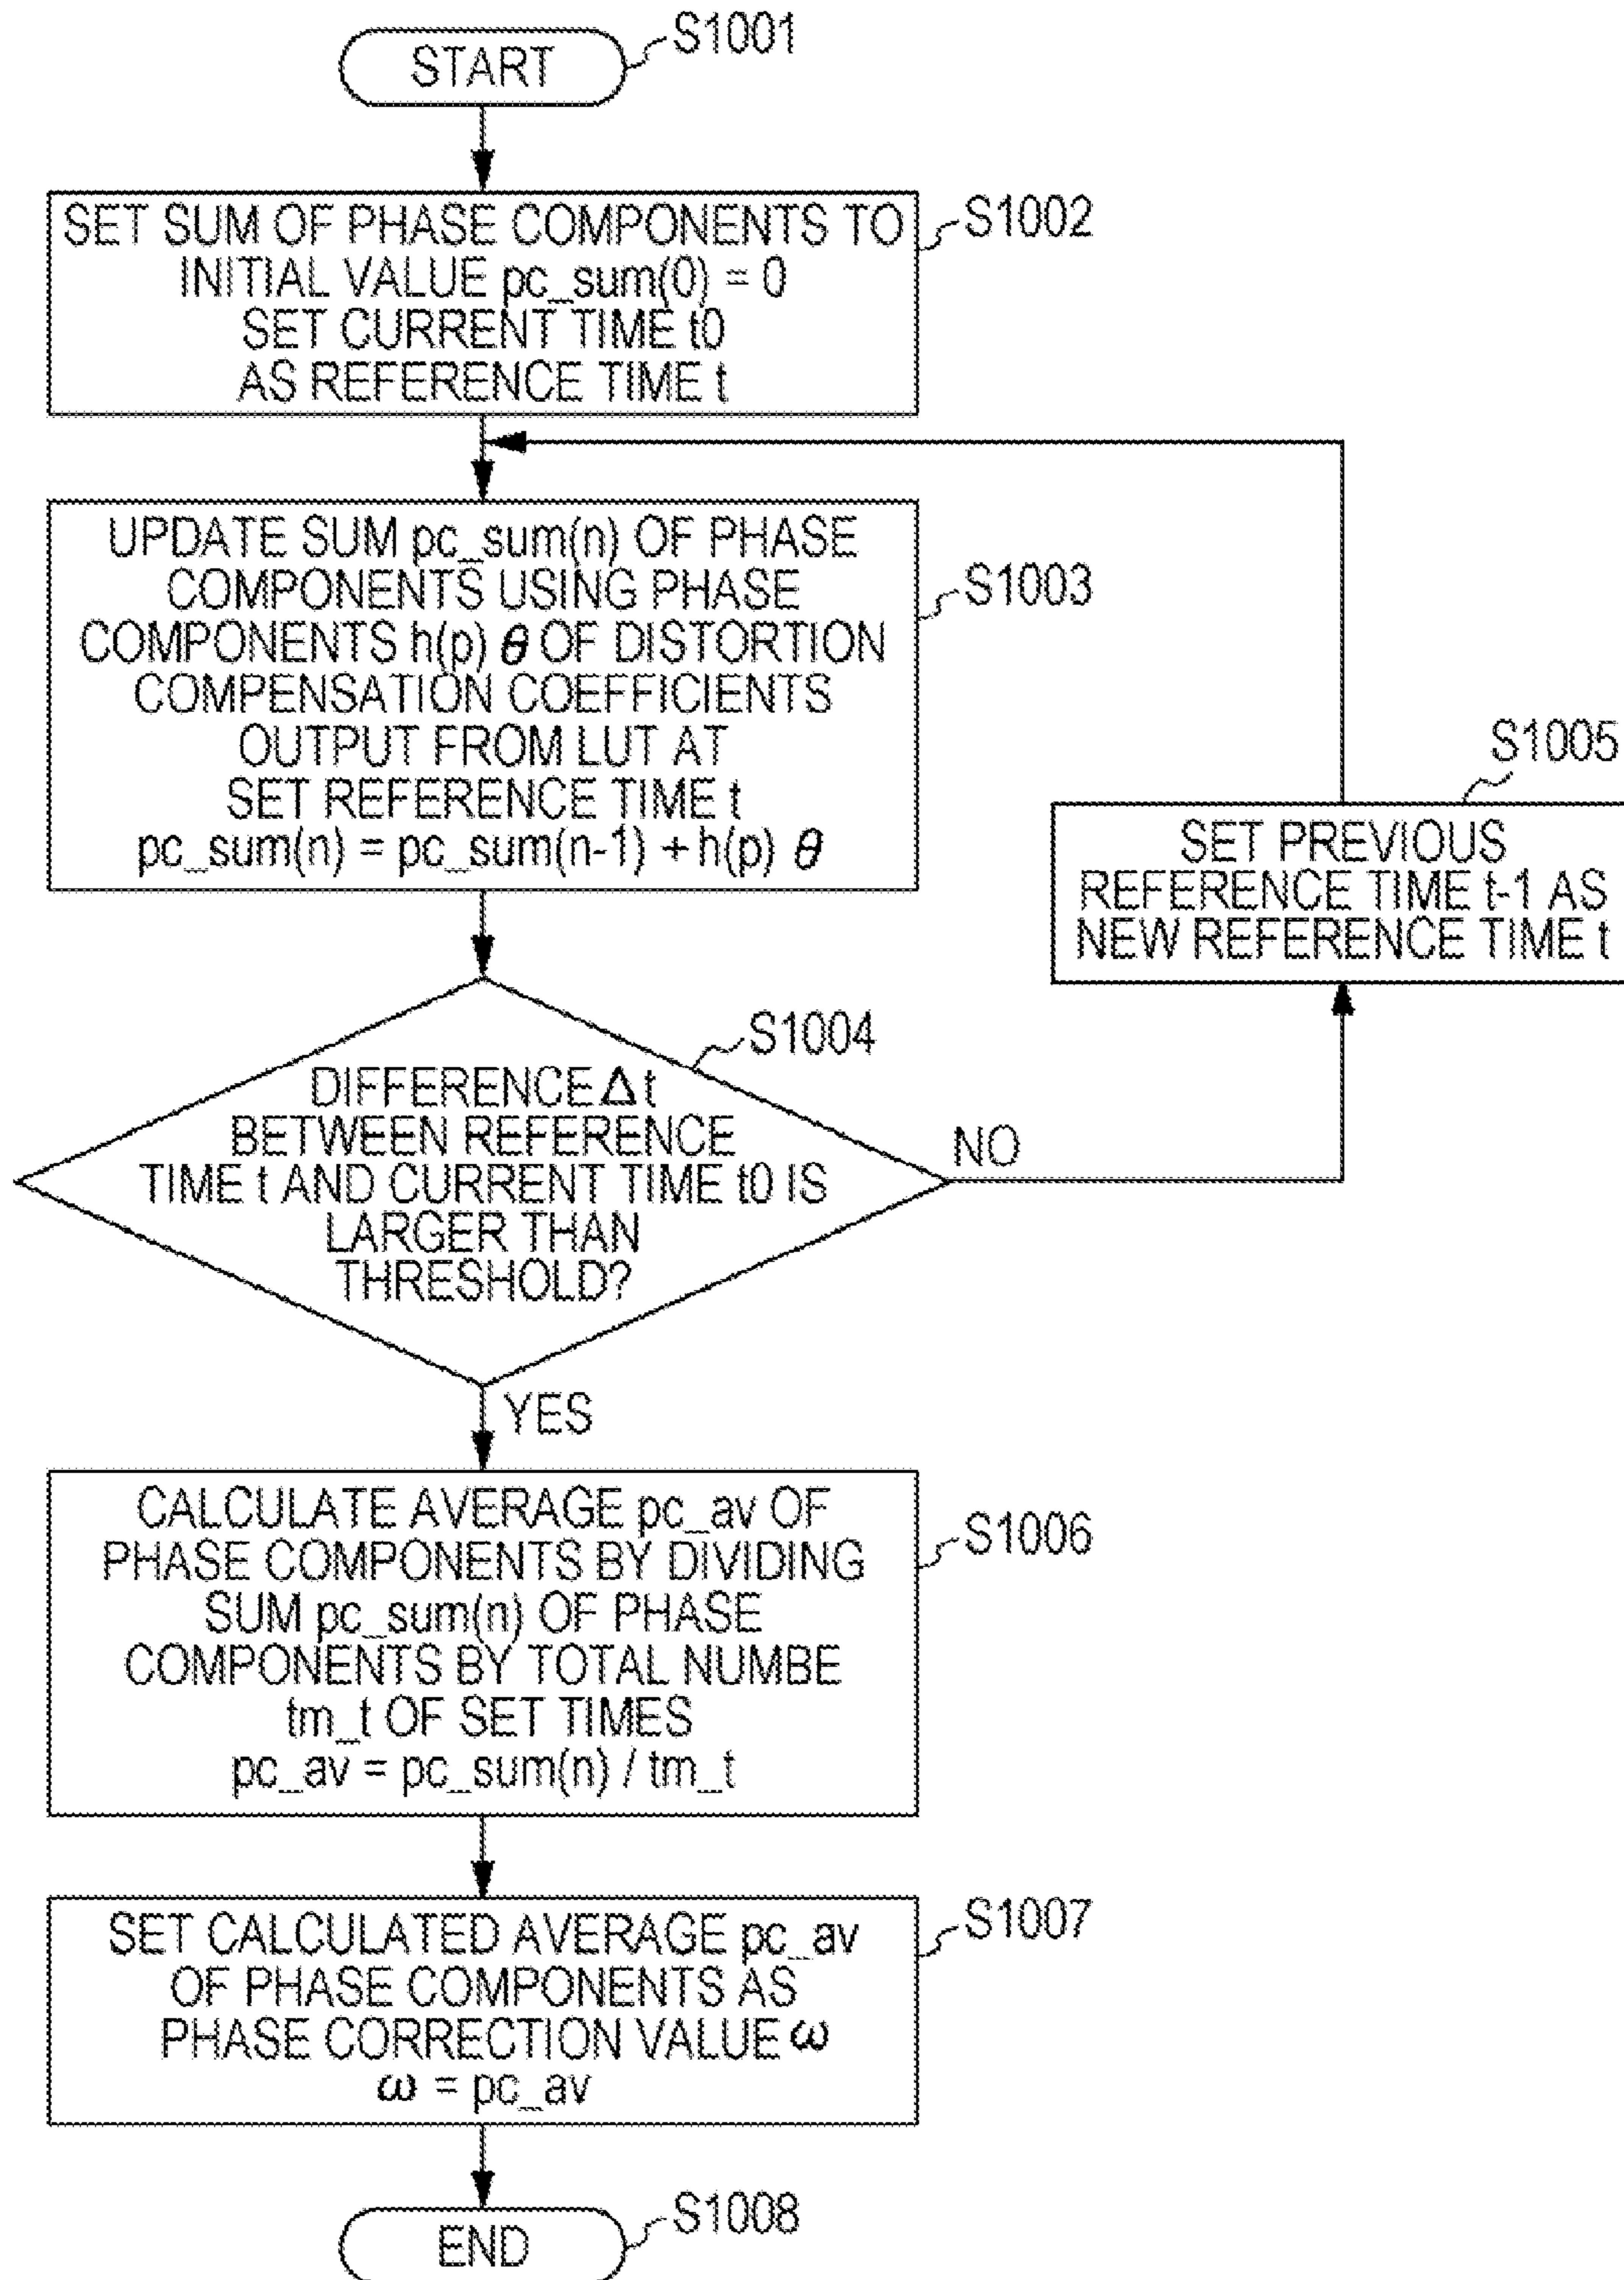 START
S1001
SET SUM OF PHASE COMPONENTS TO
INITIAL VALUE pc_sum(0) = 0
SET CURRENT TIME t0
AS REFERENCE TIME t
S1002
UPDATE SUM pc_sum(n) OF PHASE
COMPONENTS USING PHASE
COMPONENTS h(p) θ OF DISTORTION
COMPENSATION COEFFICIENTS
OUTPUT FROM LUT AT
SET REFERENCE TIME t
pc_sum(n) = pc_sum(n-1) + h(p) θ
S1003
S1005
SET PREVIOUS
REFERENCE TIME t-1 AS
NEW REFERENCE TIME t
S1004
DIFFERENCE Δt
BETWEEN REFERENCE
TIME t AND CURRENT TIME t0 IS
LARGER THAN
THRESHOLD?
NO
YES
CALCULATE AVERAGE pc_av OF
PHASE COMPONENTS BY DIVIDING
SUM pc_sum(n) OF PHASE
COMPONENTS BY TOTAL NUMBE
tm_t OF SET TIMES
pc_av = pc_sum(n) / tm_t
S1006
SET CALCULATED AVERAGE pc_av
OF PHASE COMPONENTS AS
PHASE CORRECTION VALUE ω
ω = pc_av
S1007
END
S1008